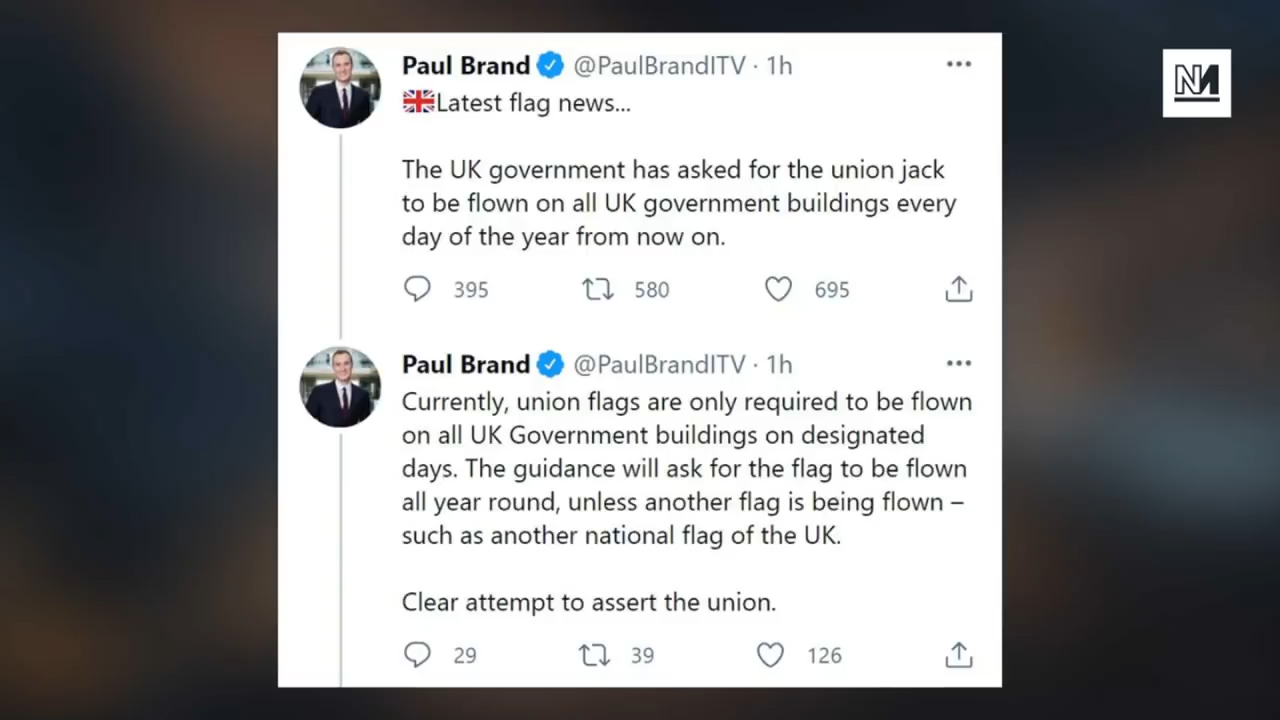 Paul Brand @PaulBrandITV · 1h
🇬🇧Latest flag news...
The UK government has asked for the union jack
to be flown on all UK government buildings every
day of the year from now on.
395 580 695
Paul Brand @PaulBrandITV · 1h
Currently, union flags are only required to be flown
on all UK Government buildings on designated
days. The guidance will ask for the flag to be flown
all year round, unless another flag is being flown –
such as another national flag of the UK.
Clear attempt to assert the union.
29 39 126
NM